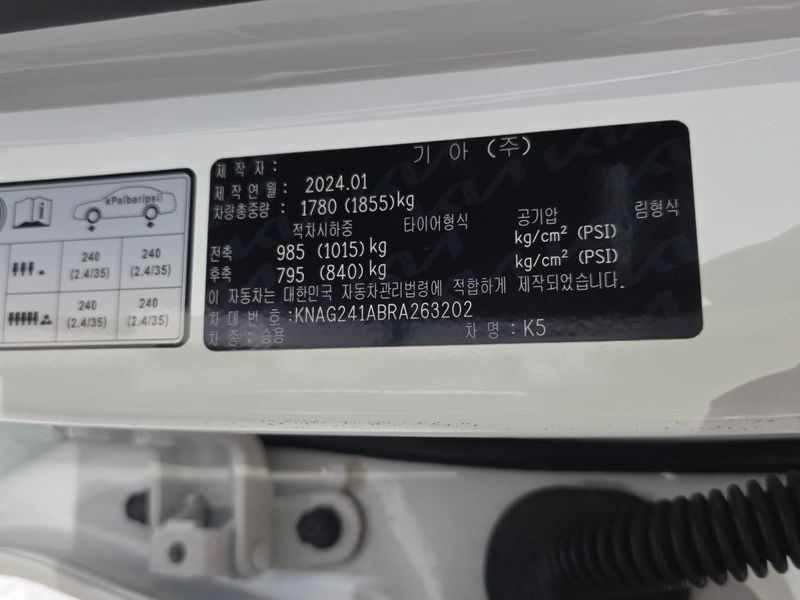 kPa(bar/psi)
240 (2.4/35) 240 (2.4/35)
240 (2.4/35) 240 (2.4/35)
제작자: 기아(주)
제작연월: 2024.01
차량총중량: 1780 (1855)kg
적차시하중 타이어형식 공기압 림형식
kg/cm² (PSI)
전축 985 (1015)kg
후축 795 (840)kg kg/cm² (PSI)
이 자동차는 대한민국 자동차관리법령에 적합하게 제작되었습니다.
차대번호: KNAG241ABRA263202
차종: 승용 차명: K5